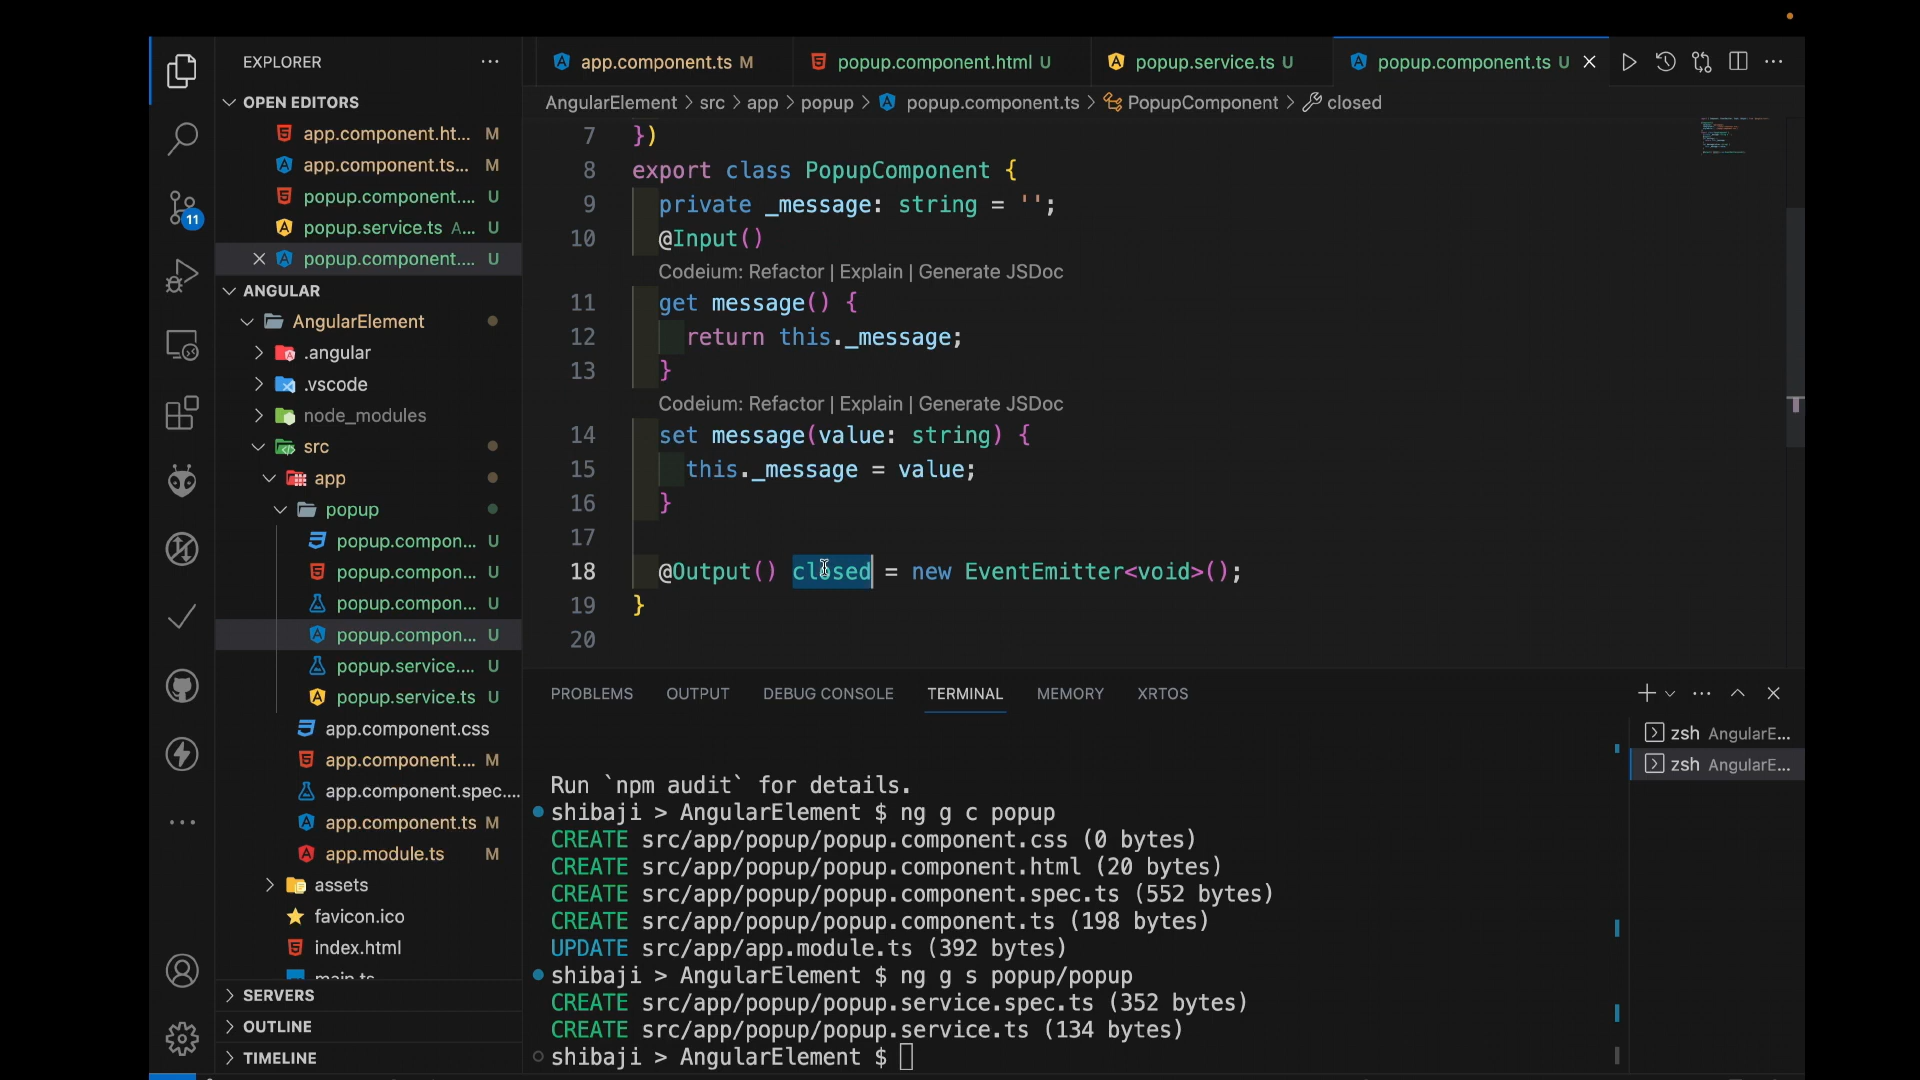 EXPLORER
OPEN EDITORS
app.component.ht... M
app.component.ts... M
popup.component.... U
popup.service.ts A... U
popup.component.... U
ANGULAR
AngularElement
.angular
.vscode
node_modules
src
app
popup
popup.compon... U
popup.compon... U
popup.compon... U
popup.compon... U
popup.service.... U
popup.service.ts U
app.component.css
app.component.... M
app.component.spec....
app.component.ts M
app.module.ts M
assets
favicon.ico
index.html
main.ts
SERVERS
OUTLINE
TIMELINE
11
app.component.ts M
popup.component.html U
popup.service.ts U
popup.component.ts U
AngularElement > src > app > popup > popup.component.ts > PopupComponent > closed
7 })
8 export class PopupComponent {
9 private _message: string = '';
10 @Input()
Codeium: Refactor | Explain | Generate JSDoc
11 get message() {
12 return this._message;
13 }
Codeium: Refactor | Explain | Generate JSDoc
14 set message(value: string) {
15 this._message = value;
16 }
17
18 @Output() closed = new EventEmitter<void>();
19 }
20
PROBLEMS OUTPUT DEBUG CONSOLE TERMINAL MEMORY XRTOS
Run `npm audit` for details.
shibaji > AngularElement $ ng g c popup
CREATE src/app/popup/popup.component.css (0 bytes)
CREATE src/app/popup/popup.component.html (20 bytes)
CREATE src/app/popup/popup.component.spec.ts (552 bytes)
CREATE src/app/popup/popup.component.ts (198 bytes)
UPDATE src/app/app.module.ts (392 bytes)
shibaji > AngularElement $ ng g s popup/popup
CREATE src/app/popup/popup.service.spec.ts (352 bytes)
CREATE src/app/popup/popup.service.ts (134 bytes)
shibaji > AngularElement $
zsh AngularE...
zsh AngularE...